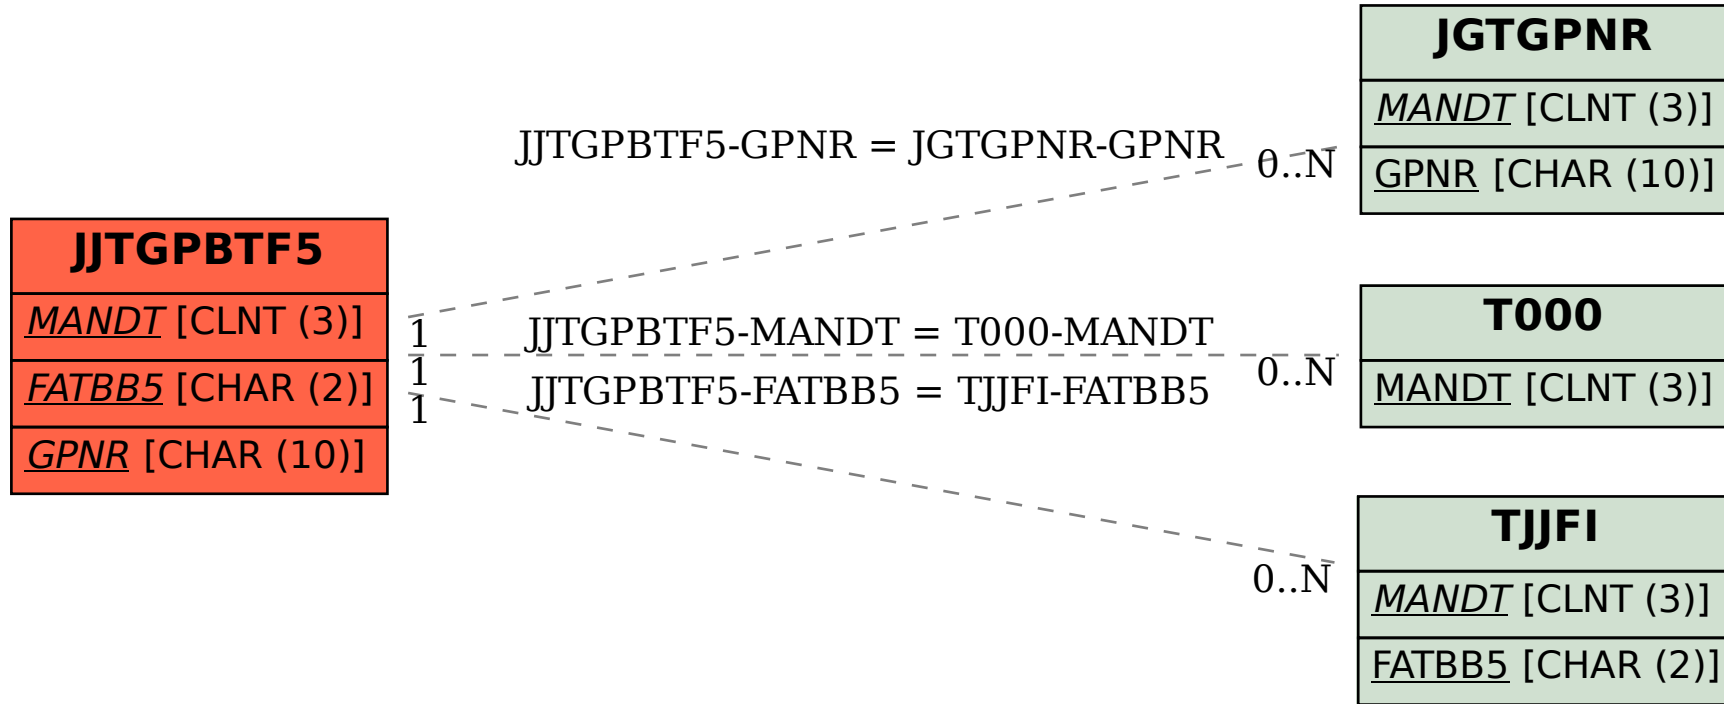 JJTGPBTF5
MANDT [CLNT (3)]
FATBB5 [CHAR (2)]
GPNR [CHAR (10)]
JJTGPBTF5-GPNR = JGTGPNR-GPNR
0..N
1
JJTGPBTF5-MANDT = T000-MANDT
0..N
1
JJTGPBTF5-FATBB5 = TJJFI-FATBB5
0..N
1
JGTGPNR
MANDT [CLNT (3)]
GPNR [CHAR (10)]
T000
MANDT [CLNT (3)]
TJJFI
MANDT [CLNT (3)]
FATBB5 [CHAR (2)]